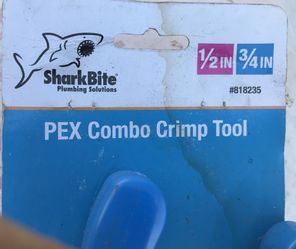 SharkBite®
Plumbing Solutions
1/2 IN 3/4 IN
#818235
PEX Combo Crimp Tool